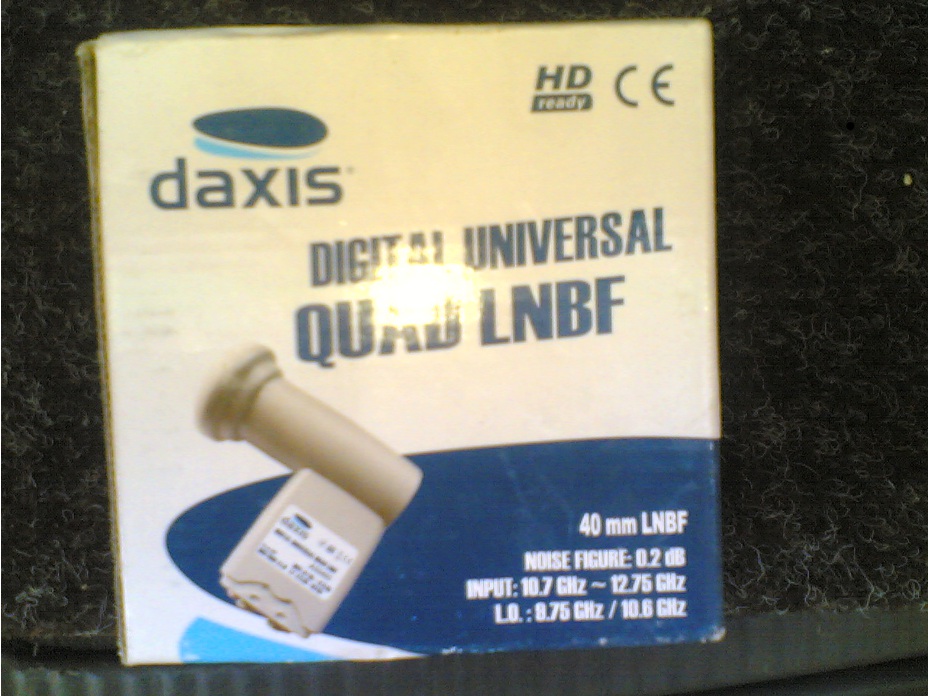 HD
ready
CE
daxis
DIGITAL UNIVERSAL
QUAD LNBF
daxis
40 mm LNBF
NOISE FIGURE: 0.2 dB
INPUT: 10.7 GHz ~ 12.75 GHz
L.O. : 9.75 GHz / 10.6 GHz